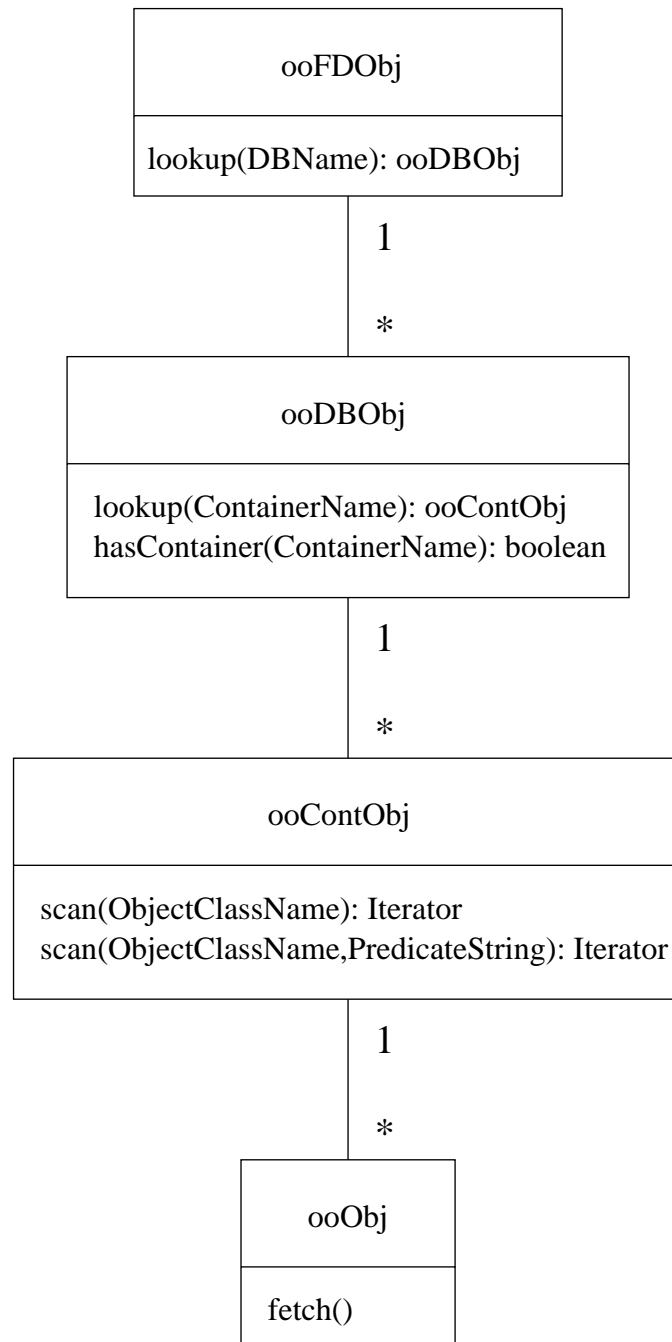 ooFDObj
lookup(DBName): ooDBObj
1
*
ooDBObj
lookup(ContainerName): ooContObj
hasContainer(ContainerName): boolean
1
*
ooContObj
scan(ObjectClassName): Iterator
scan(ObjectClassName,PredicateString): Iterator
1
*
ooObj
fetch()